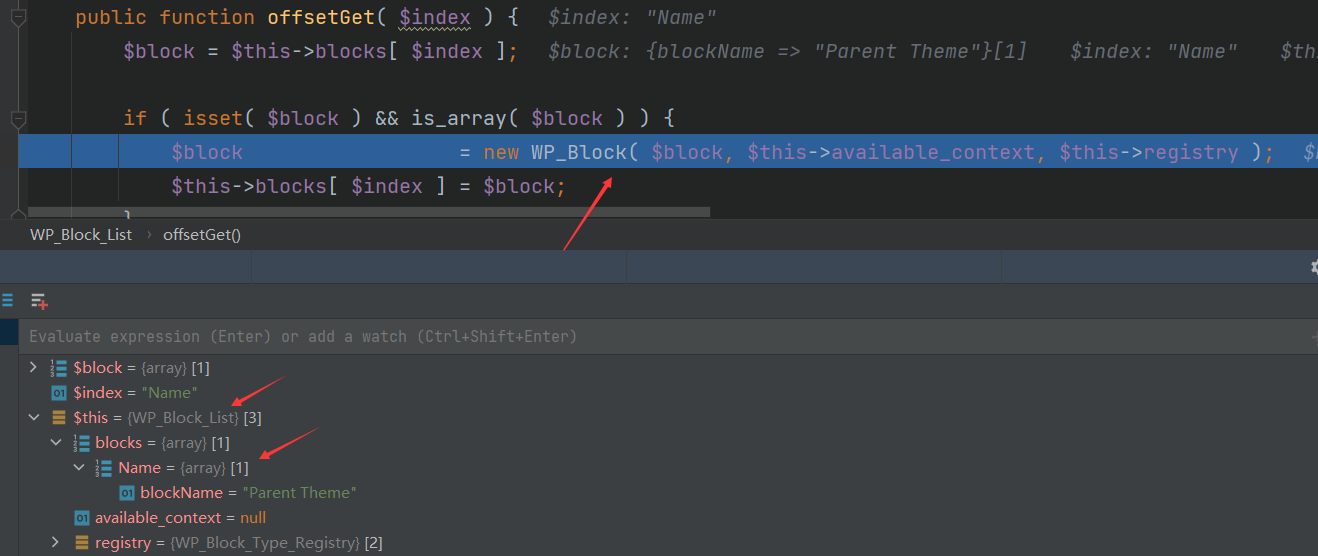 public function offsetGet( $index ) {   $index: "Name"
$block = $this->blocks[ $index ];   $block: {blockName => "Parent Theme"}[1]   $index: "Name"   $thi
if ( isset( $block ) && is_array( $block ) ) {
$block = new WP_Block( $block, $this->available_context, $this->registry );
$this->blocks[ $index ] = $block;
}
WP_Block_List › offsetGet()
Evaluate expression (Enter) or add a watch (Ctrl+Shift+Enter)
$block = {array} [1]
$index = "Name"
$this = {WP_Block_List} [3]
blocks = {array} [1]
Name = {array} [1]
blockName = "Parent Theme"
available_context = null
registry = {WP_Block_Type_Registry} [2]